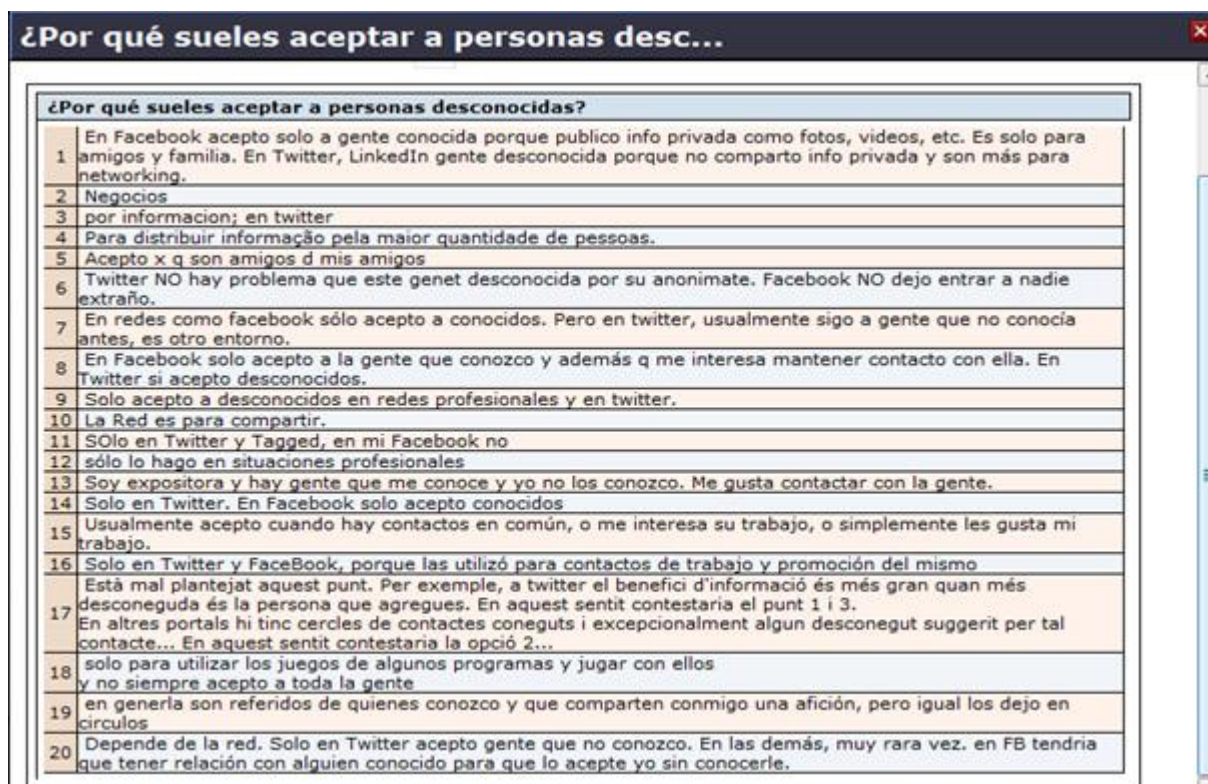 ¿Por qué sueles aceptar a personas desc...
¿Por qué sueles aceptar a personas desconocidas?
En Facebook acepto solo a gente conocida porque publico info privada como fotos, videos, etc. Es solo para
1 amigos y familia. En Twitter, LinkedIn gente desconocida porque no comparto info privada y son más para
networking.
2 Negocios
3 por informacion; en twitter
4 Para distribuir informação pela maior quantidade de pessoas.
5 Acepto x q son amigos d mis amigos
6 Twitter NO hay problema que este genet desconocida por su anonimate. Facebook NO dejo entrar a nadie
extraño.
7 En redes como facebook sólo acepto a conocidos. Pero en twitter, usualmente sigo a gente que no conocía
antes, es otro entorno.
8 En Facebook solo acepto a la gente que conozco y además q me interesa mantener contacto con ella. En
Twitter si acepto desconocidos.
9 Solo acepto a desconocidos en redes profesionales y en twitter.
10 La Red es para compartir.
11 SOlo en Twitter y Tagged, en mi Facebook no
12 sólo lo hago en situaciones profesionales
13 Soy expositora y hay gente que me conoce y yo no los conozco. Me gusta contactar con la gente.
14 Solo en Twitter. En Facebook solo acepto conocidos
15 Usualmente acepto cuando hay contactos en común, o me interesa su trabajo, o simplemente les gusta mi
trabajo.
16 Solo en Twitter y FaceBook, porque las utilizó para contactos de trabajo y promoción del mismo
Està mal plantejat aquest punt. Per exemple, a twitter el benefici d'informació és més gran quan més
17 desconeguda és la persona que agregues. En aquest sentit contestaria el punt 1 i 3.
En altres portals hi tinc cercles de contactes coneguts i excepcionalment algun desconegut suggerit per tal
contacte... En aquest sentit contestaria la opció 2...
18 solo para utilizar los juegos de algunos programas y jugar con ellos
y no siempre acepto a toda la gente
19 en generla son referidos de quienes conozco y que comparten conmigo una afición, pero igual los dejo en
circulos
20 Depende de la red. Solo en Twitter acepto gente que no conozco. En las demás, muy rara vez. en FB tendria
que tener relación con alguien conocido para que lo acepte yo sin conocerle.